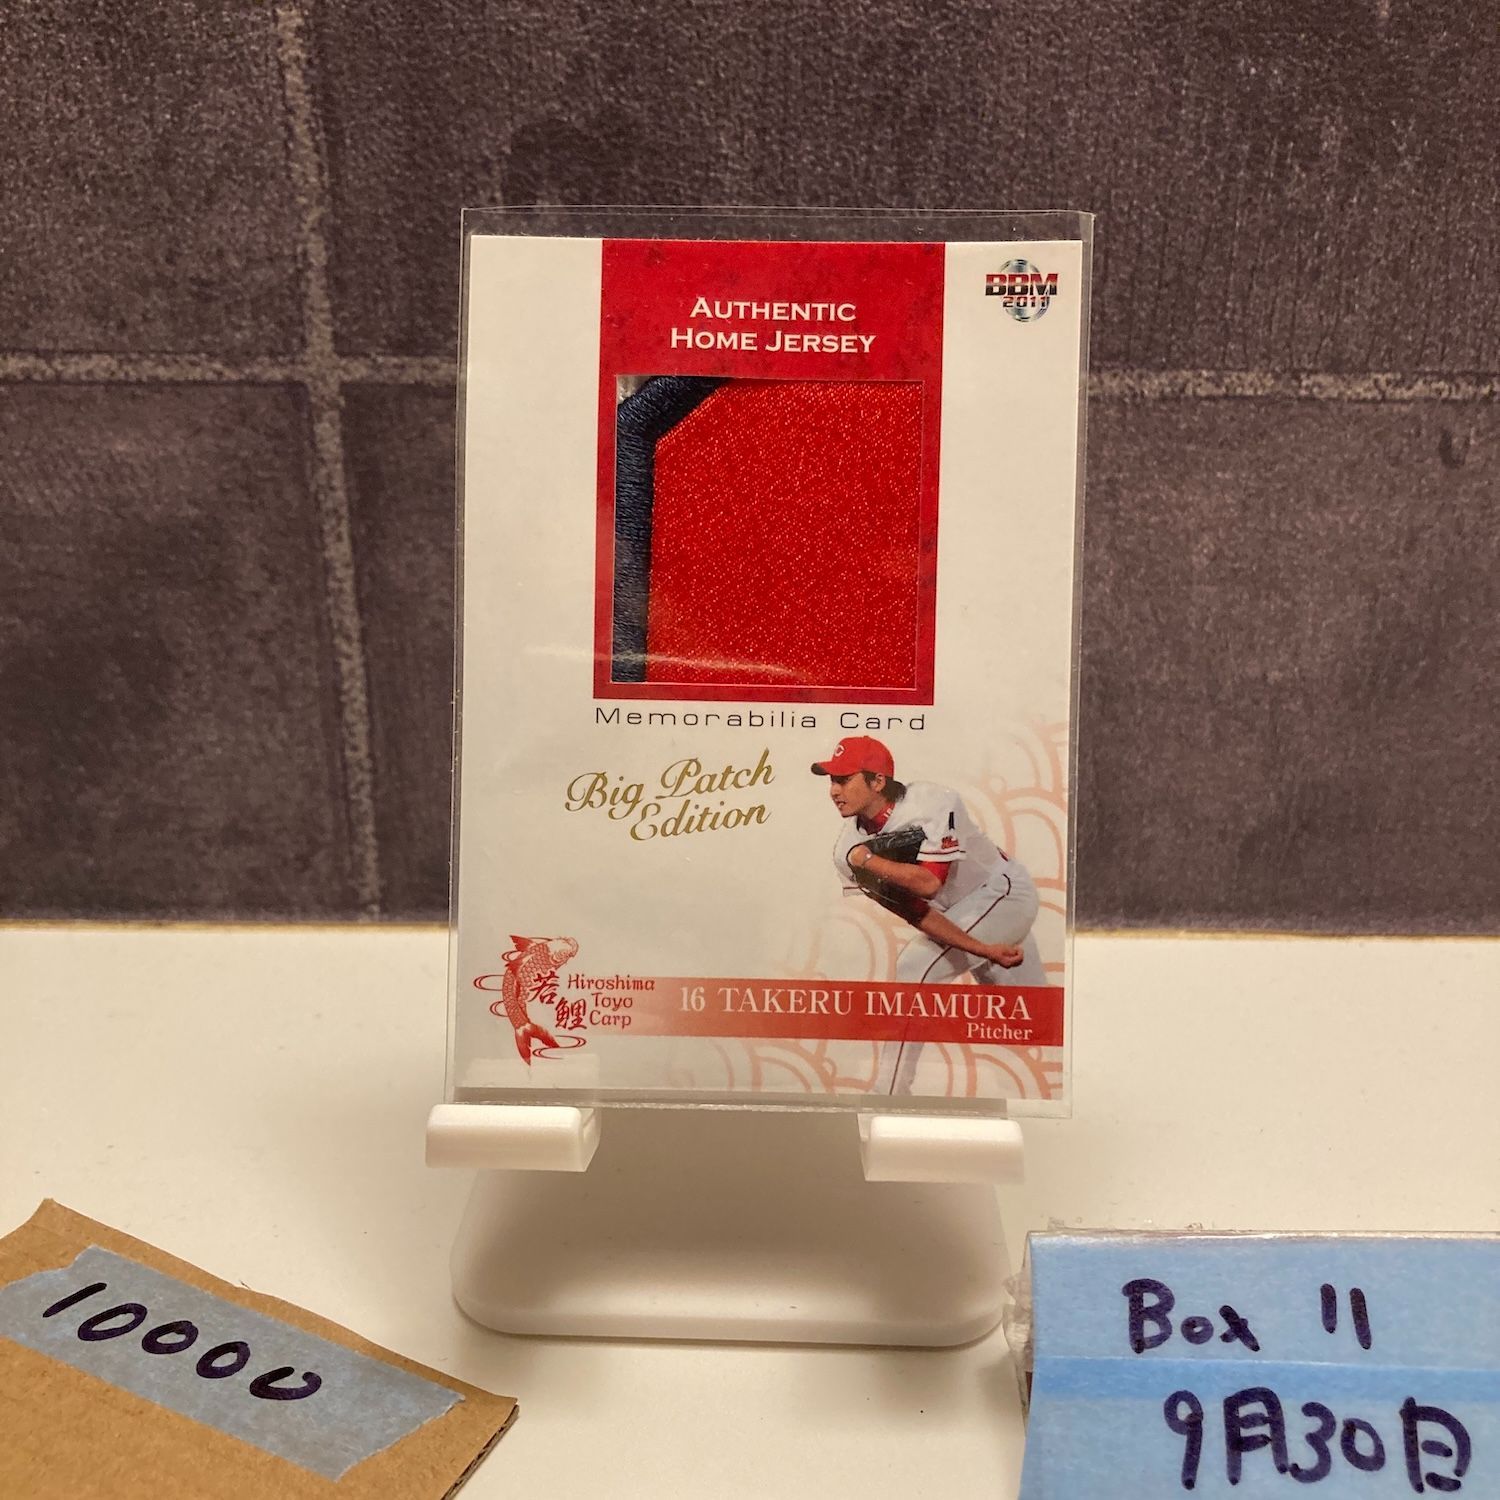 AUTHENTIC
HOME JERSEY
BBM
2011
Memorabilia Card
Big Patch
Edition
C
若鯉
Hiroshima
Toyo
Carp
16 TAKERU IMAMURA
Pitcher
10000
Box 11
9月30日